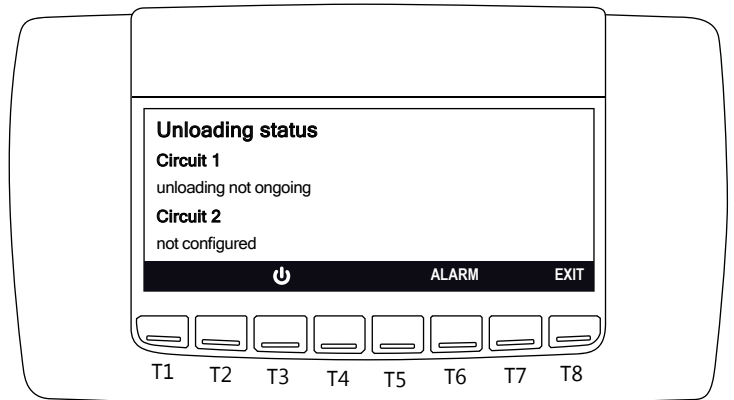 Unloading status
Circuit 1
unloading not ongoing
Circuit 2
not configured
ALARM EXIT
T1 T2 T3 T4 T5 T6 T7 T8